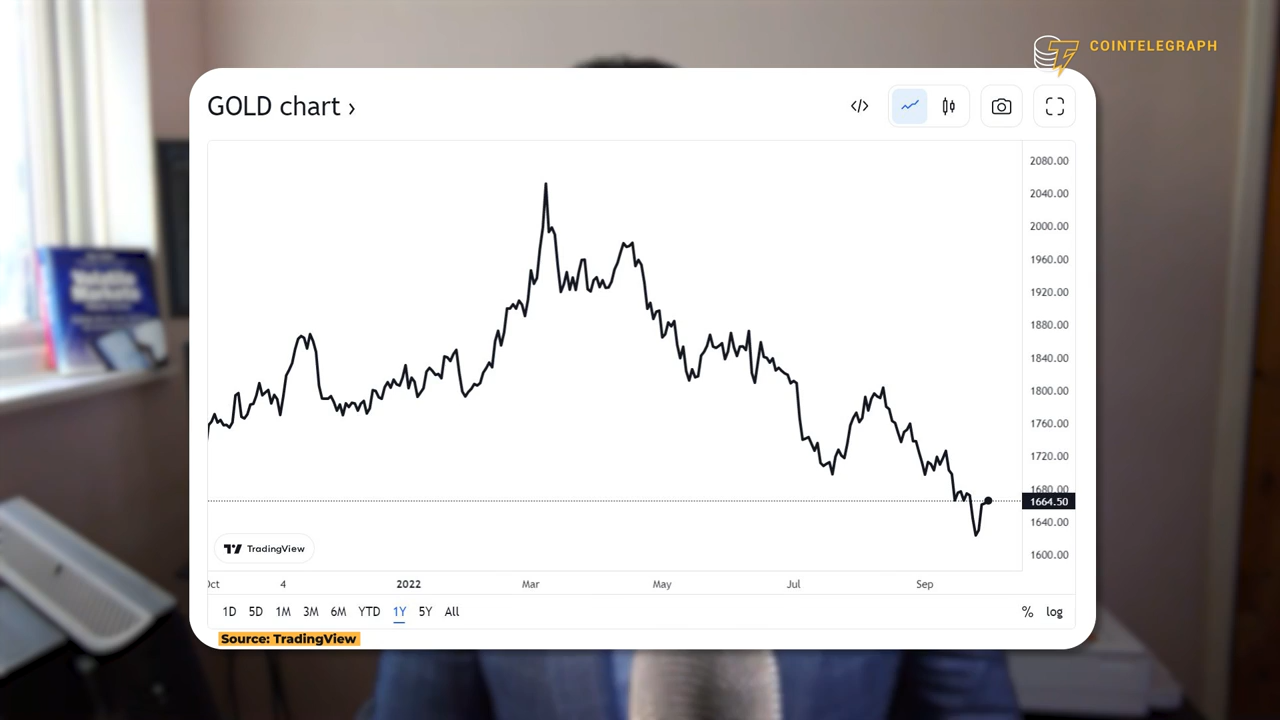 COINTELEGRAPH
GOLD chart ›
</>
2080.00
2040.00
2000.00
1960.00
1920.00
1880.00
1840.00
1800.00
1760.00
1720.00
1680.00
1664.50
1640.00
1600.00
TradingView
Oct 4 2022 Mar May Jul Sep
1D 5D 1M 3M 6M YTD 1Y 5Y All % log
Source: TradingView